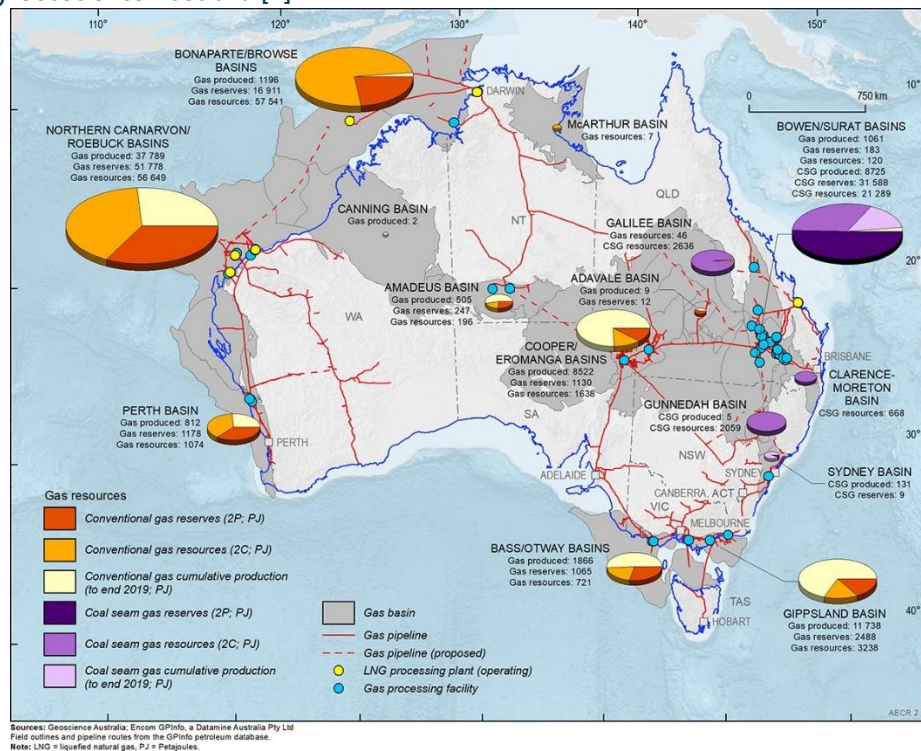 110°
130°
140°
150°
BONAPARTE/BROWSE
BASINS
Gas produced: 1196
Gas reserves: 16 911
Gas resources: 57 541
DARWIN
10°
0
750 km
McARTHUR BASIN
Gas resources: 7
NORTHERN CARNARVON/
ROEBUCK BASINS
Gas produced: 37 789
Gas reserves: 51 778
Gas resources: 56 649
BOWEN/SURAT BASINS
Gas produced: 1061
Gas reserves: 183
Gas resources: 120
CSG produced: 8725
CSG reserves: 31 588
CSG resources: 21 289
QLD
NT
CANNING BASIN
Gas produced: 2
GALILEE BASIN
Gas resources: 46
CSG resources: 2636
20°
AMADEUS BASIN
Gas produced: 505
Gas reserves: 247
Gas resources: 196
ADAVALE BASIN
Gas produced: 9
Gas reserves: 12
WA
COOPER/
EROMANGA BASINS
Gas produced: 8522
Gas reserves: 1130
Gas resources: 1638
BRISBANE
CLARENCE-
MORETON
BASIN
CSG resources: 668
SA
GUNNEDAH BASIN
CSG produced: 5
CSG resources: 2059
PERTH BASIN
Gas produced: 812
Gas reserves: 1178
Gas resources: 1074
PERTH
30°
NSW
SYDNEY
SYDNEY BASIN
CSG produced: 131
CSG reserves: 9
ADELAIDE
CANBERRA, ACT
VIC
MELBOURNE
BASS/OTWAY BASINS
Gas produced: 1866
Gas reserves: 1065
Gas resources: 721
GIPPSLAND BASIN
Gas produced: 11 738
Gas reserves: 2488
Gas resources: 3238
TAS
HOBART
40°
Gas resources
Conventional gas reserves (2P; PJ)
Conventional gas resources (2C; PJ)
Conventional gas cumulative production
(to end 2019; PJ)
Coal seam gas reserves (2P; PJ)
Coal seam gas resources (2C; PJ)
Coal seam gas cumulative production
(to end 2019; PJ)
Gas basin
Gas pipeline
Gas pipeline (proposed)
LNG processing plant (operating)
Gas processing facility
AECR 2
Sources: Geoscience Australia; Encom GPInfo, a Datamine Australia Pty Ltd
Field outlines and pipeline routes from the GPInfo petroleum database.
Note: LNG = liquefied natural gas, PJ = Petajoules.